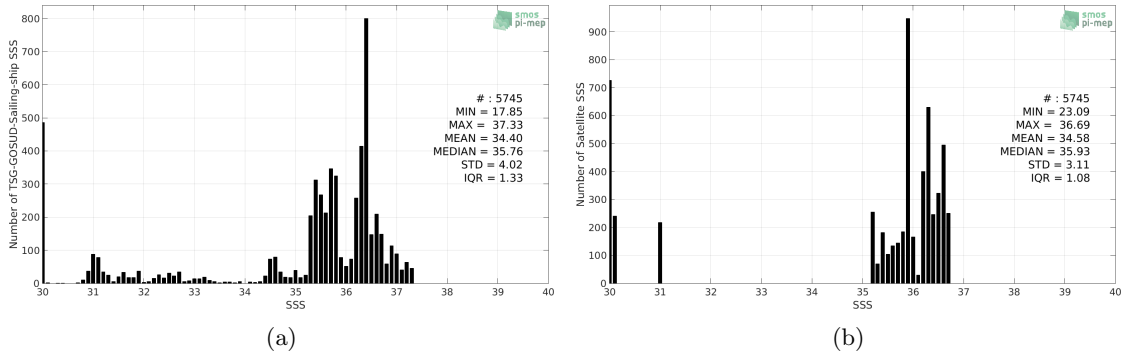 smos
pi-mep
Number of TSG-GOSUD-Sailing-ship SSS
800
700
600
500
400
300
200
100
0
# : 5745
MIN = 17.85
MAX = 37.33
MEAN = 34.40
MEDIAN = 35.76
STD = 4.02
IQR = 1.33
30 31 32 33 34 35 36 37 38 39 40
SSS
(a)
smos
pi-mep
Number of Satellite SSS
900
800
700
600
500
400
300
200
100
0
# : 5745
MIN = 23.09
MAX = 36.69
MEAN = 34.58
MEDIAN = 35.93
STD = 3.11
IQR = 1.08
30 31 32 33 34 35 36 37 38 39 40
SSS
(b)